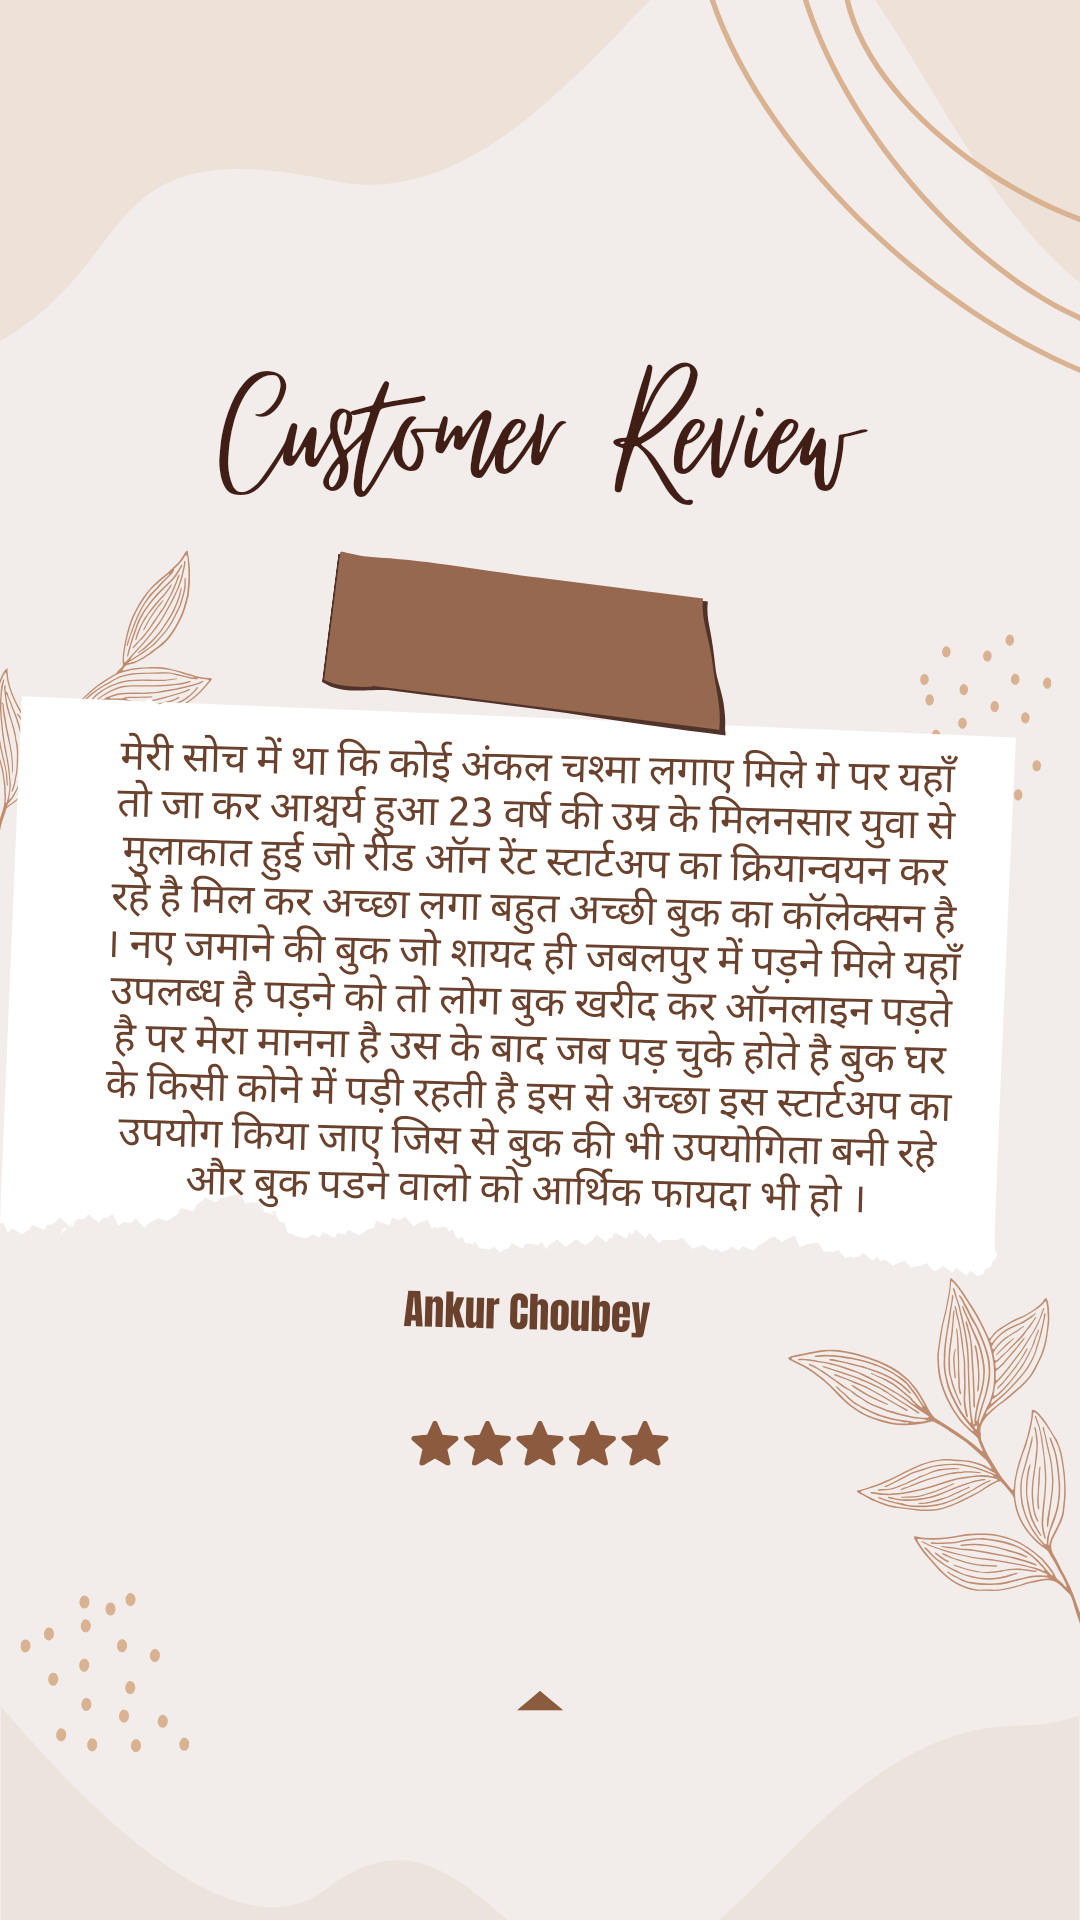 Customer Review
मेरी सोच में था कि कोई अंकल चश्मा लगाए मिले गे पर यहाँ
तो जा कर आश्चर्य हुआ 23 वर्ष की उम्र के मिलनसार युवा से
मुलाकात हुई जो रीड ऑन रेंट स्टार्टअप का क्रियान्वयन कर
रहे है मिल कर अच्छा लगा बहुत अच्छी बुक का कॉलेक्सन है
। नए जमाने की बुक जो शायद ही जबलपुर में पड़ने मिले यहाँ
उपलब्ध है पड़ने को तो लोग बुक खरीद कर ऑनलाइन पड़ते
है पर मेरा मानना है उस के बाद जब पड़ चुके होते है बुक घर
के किसी कोने में पड़ी रहती है इस से अच्छा इस स्टार्टअप का
उपयोग किया जाए जिस से बुक की भी उपयोगिता बनी रहे
और बुक पडने वालो को आर्थिक फायदा भी हो ।
Ankur Choubey